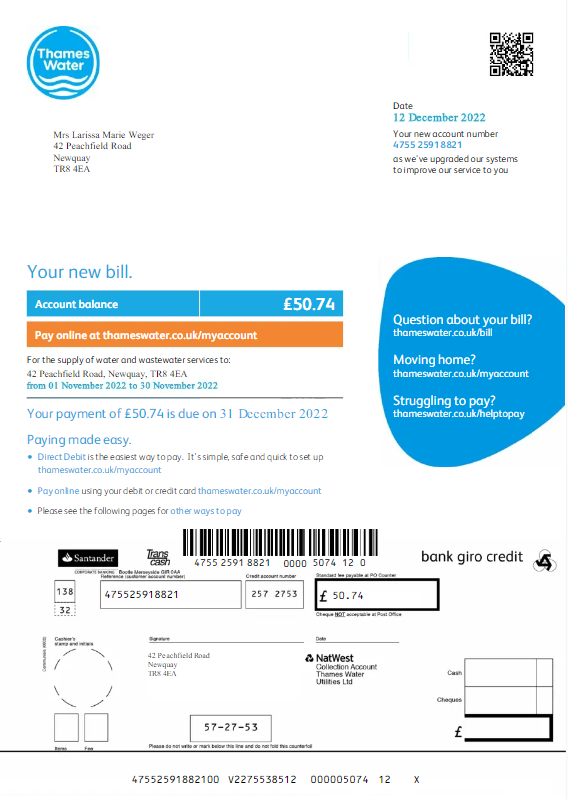 Thames
Water
Date
12 December 2022
Your new account number
4755 25918821
as we've upgraded our systems
to improve our service to you
Mrs Larissa Marie Weger
42 Peachfield Road
Newquay
TR8 4EA
Your new bill.
Account balance £50.74
Pay online at thameswater.co.uk/myaccount
For the supply of water and wastewater services to:
42 Peachfield Road, Newquay, TR8 4EA
from 01 November 2022 to 30 November 2022
Your payment of £50.74 is due on 31 December 2022
Paying made easy.
• Direct Debit is the easiest way to pay. It's simple, safe and quick to set up
thameswater.co.uk/myaccount
• Pay online using your debit or credit card thameswater.co.uk/myaccount
• Please see the following pages for other ways to pay
Question about your bill?
thameswater.co.uk/bill
Moving home?
thameswater.co.uk/myaccount
Struggling to pay?
thameswater.co.uk/helptopay
Santander
Trans
cash
4755 2591 8821 0000 5074 12 0
bank giro credit
CORPORATE BANKING Bootle Merseyside GIR 0AA
Reference (customer account number)
Credit account number
Standard fee payable at PO Counter
138
32
475525918821
257 2753
£ 50.74
Cheque NOT acceptable at Post Office
Cashier's
stamp and initials
Signature
Date
42 Peachfield Road
Newquay
TR8 4EA
NatWest
Collection Account
Thames Water
Utilities Ltd
Cash
Cheques
£
57-27-53
Items Fee
Please do not write or mark below this line and do not fold this counterfoil
47552591882100 V2275538512 000005074 12 X